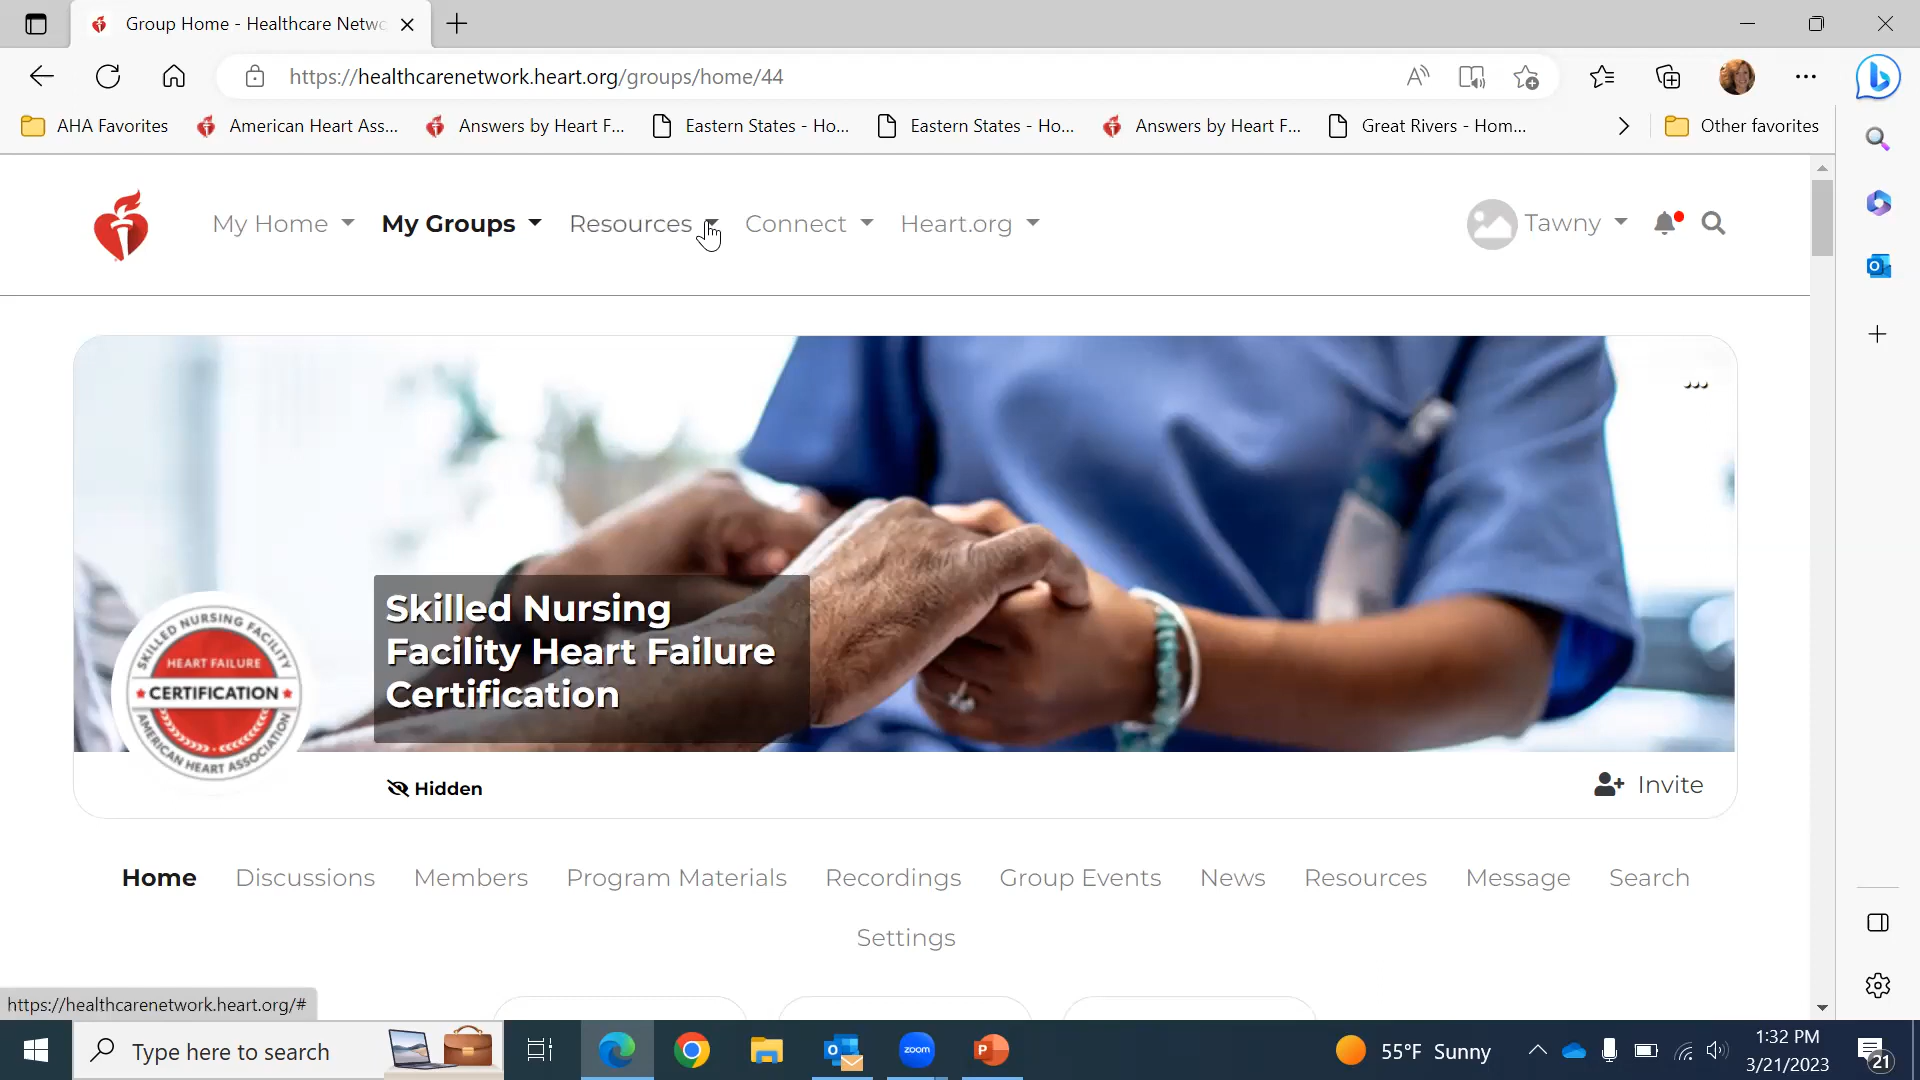 Group Home - Healthcare Netwo
https://healthcarenetwork.heart.org/groups/home/44
AHA Favorites
American Heart Ass...
Answers by Heart F...
Eastern States - Ho...
Eastern States - Ho...
Answers by Heart F...
Great Rivers - Hom...
Other favorites
My Home
My Groups
Resources
Connect
Heart.org
Tawny
Skilled Nursing
Facility Heart Failure
Certification
SKILLED NURSING FACILITY
HEART FAILURE
CERTIFICATION
AMERICAN HEART ASSOCIATION
Hidden
Invite
Home
Discussions
Members
Program Materials
Recordings
Group Events
News
Resources
Message
Search
Settings
https://healthcarenetwork.heart.org/#
Type here to search
zoom
55°F Sunny
1:32 PM
3/21/2023
21